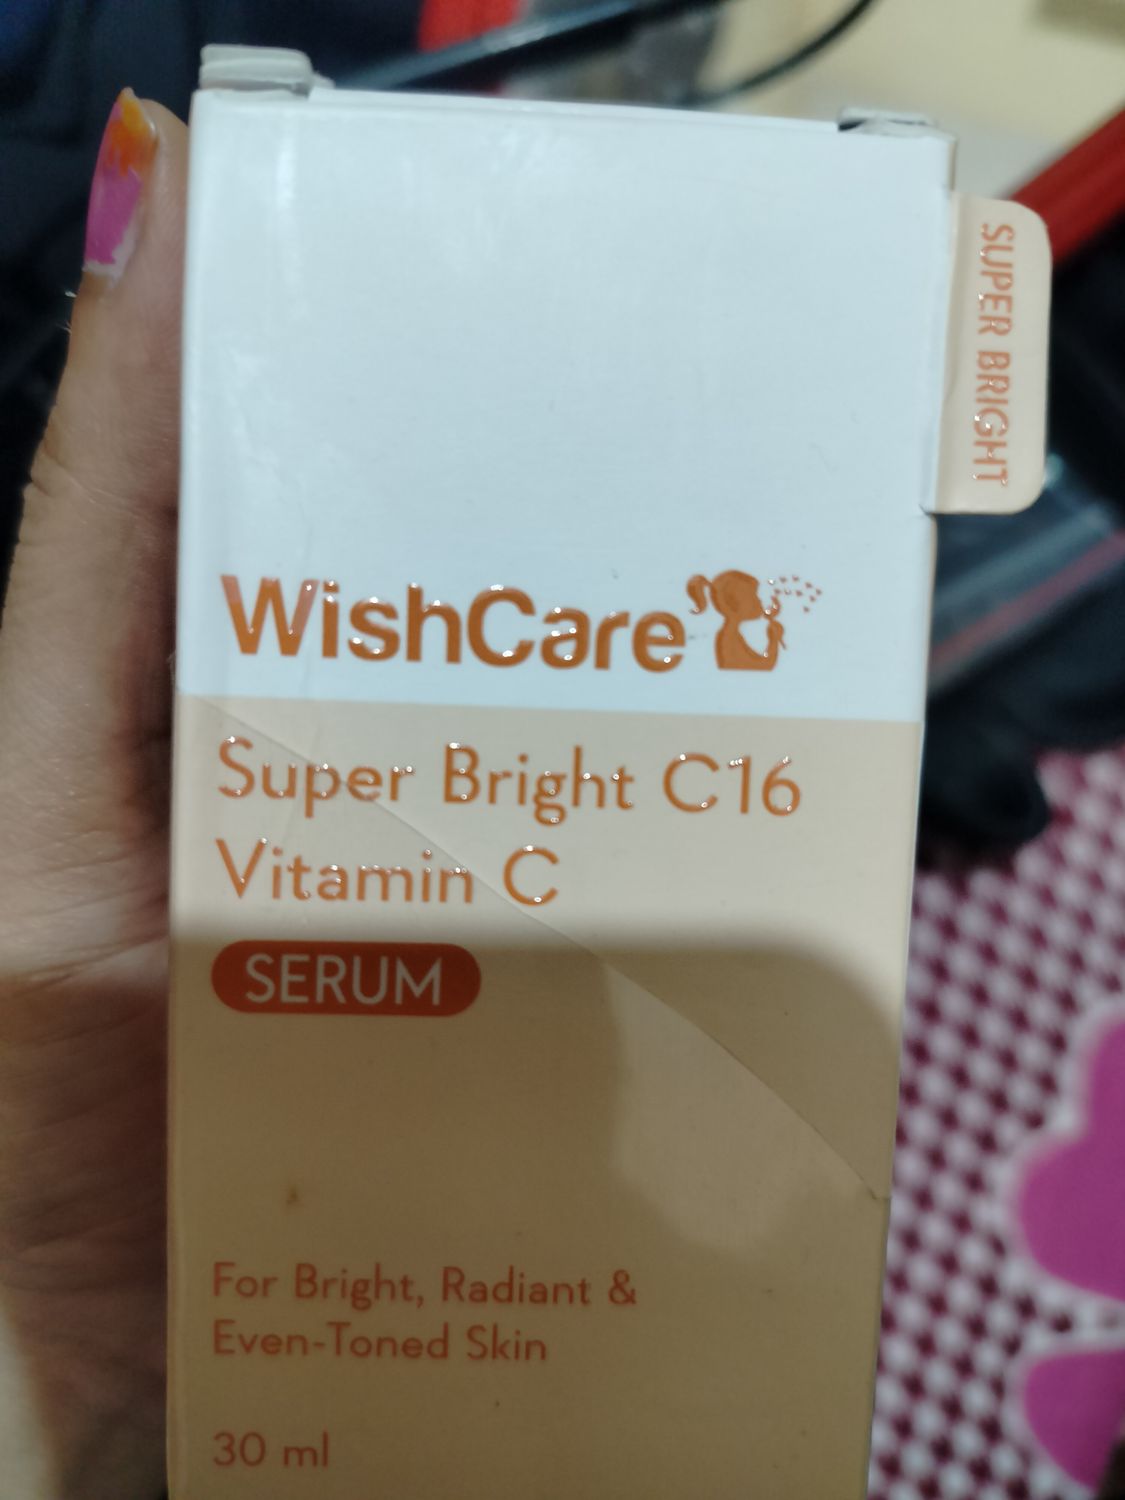 WishCare
Super Bright C16
Vitamin C
SERUM
For Bright, Radiant &
Even-Toned Skin
30 ml
SUPER BRIGHT